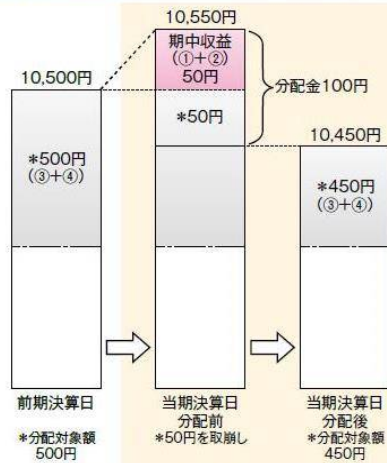 10,550円
期中収益
(①+②)
50円
10,500円
分配金100円
*50円
10,450円
*500円
(③+④)
*450円
(③+④)
前期決算日
当期決算日
分配前
当期決算日
分配後
*分配対象額
500円
*50円を取崩し
*分配対象額
450円